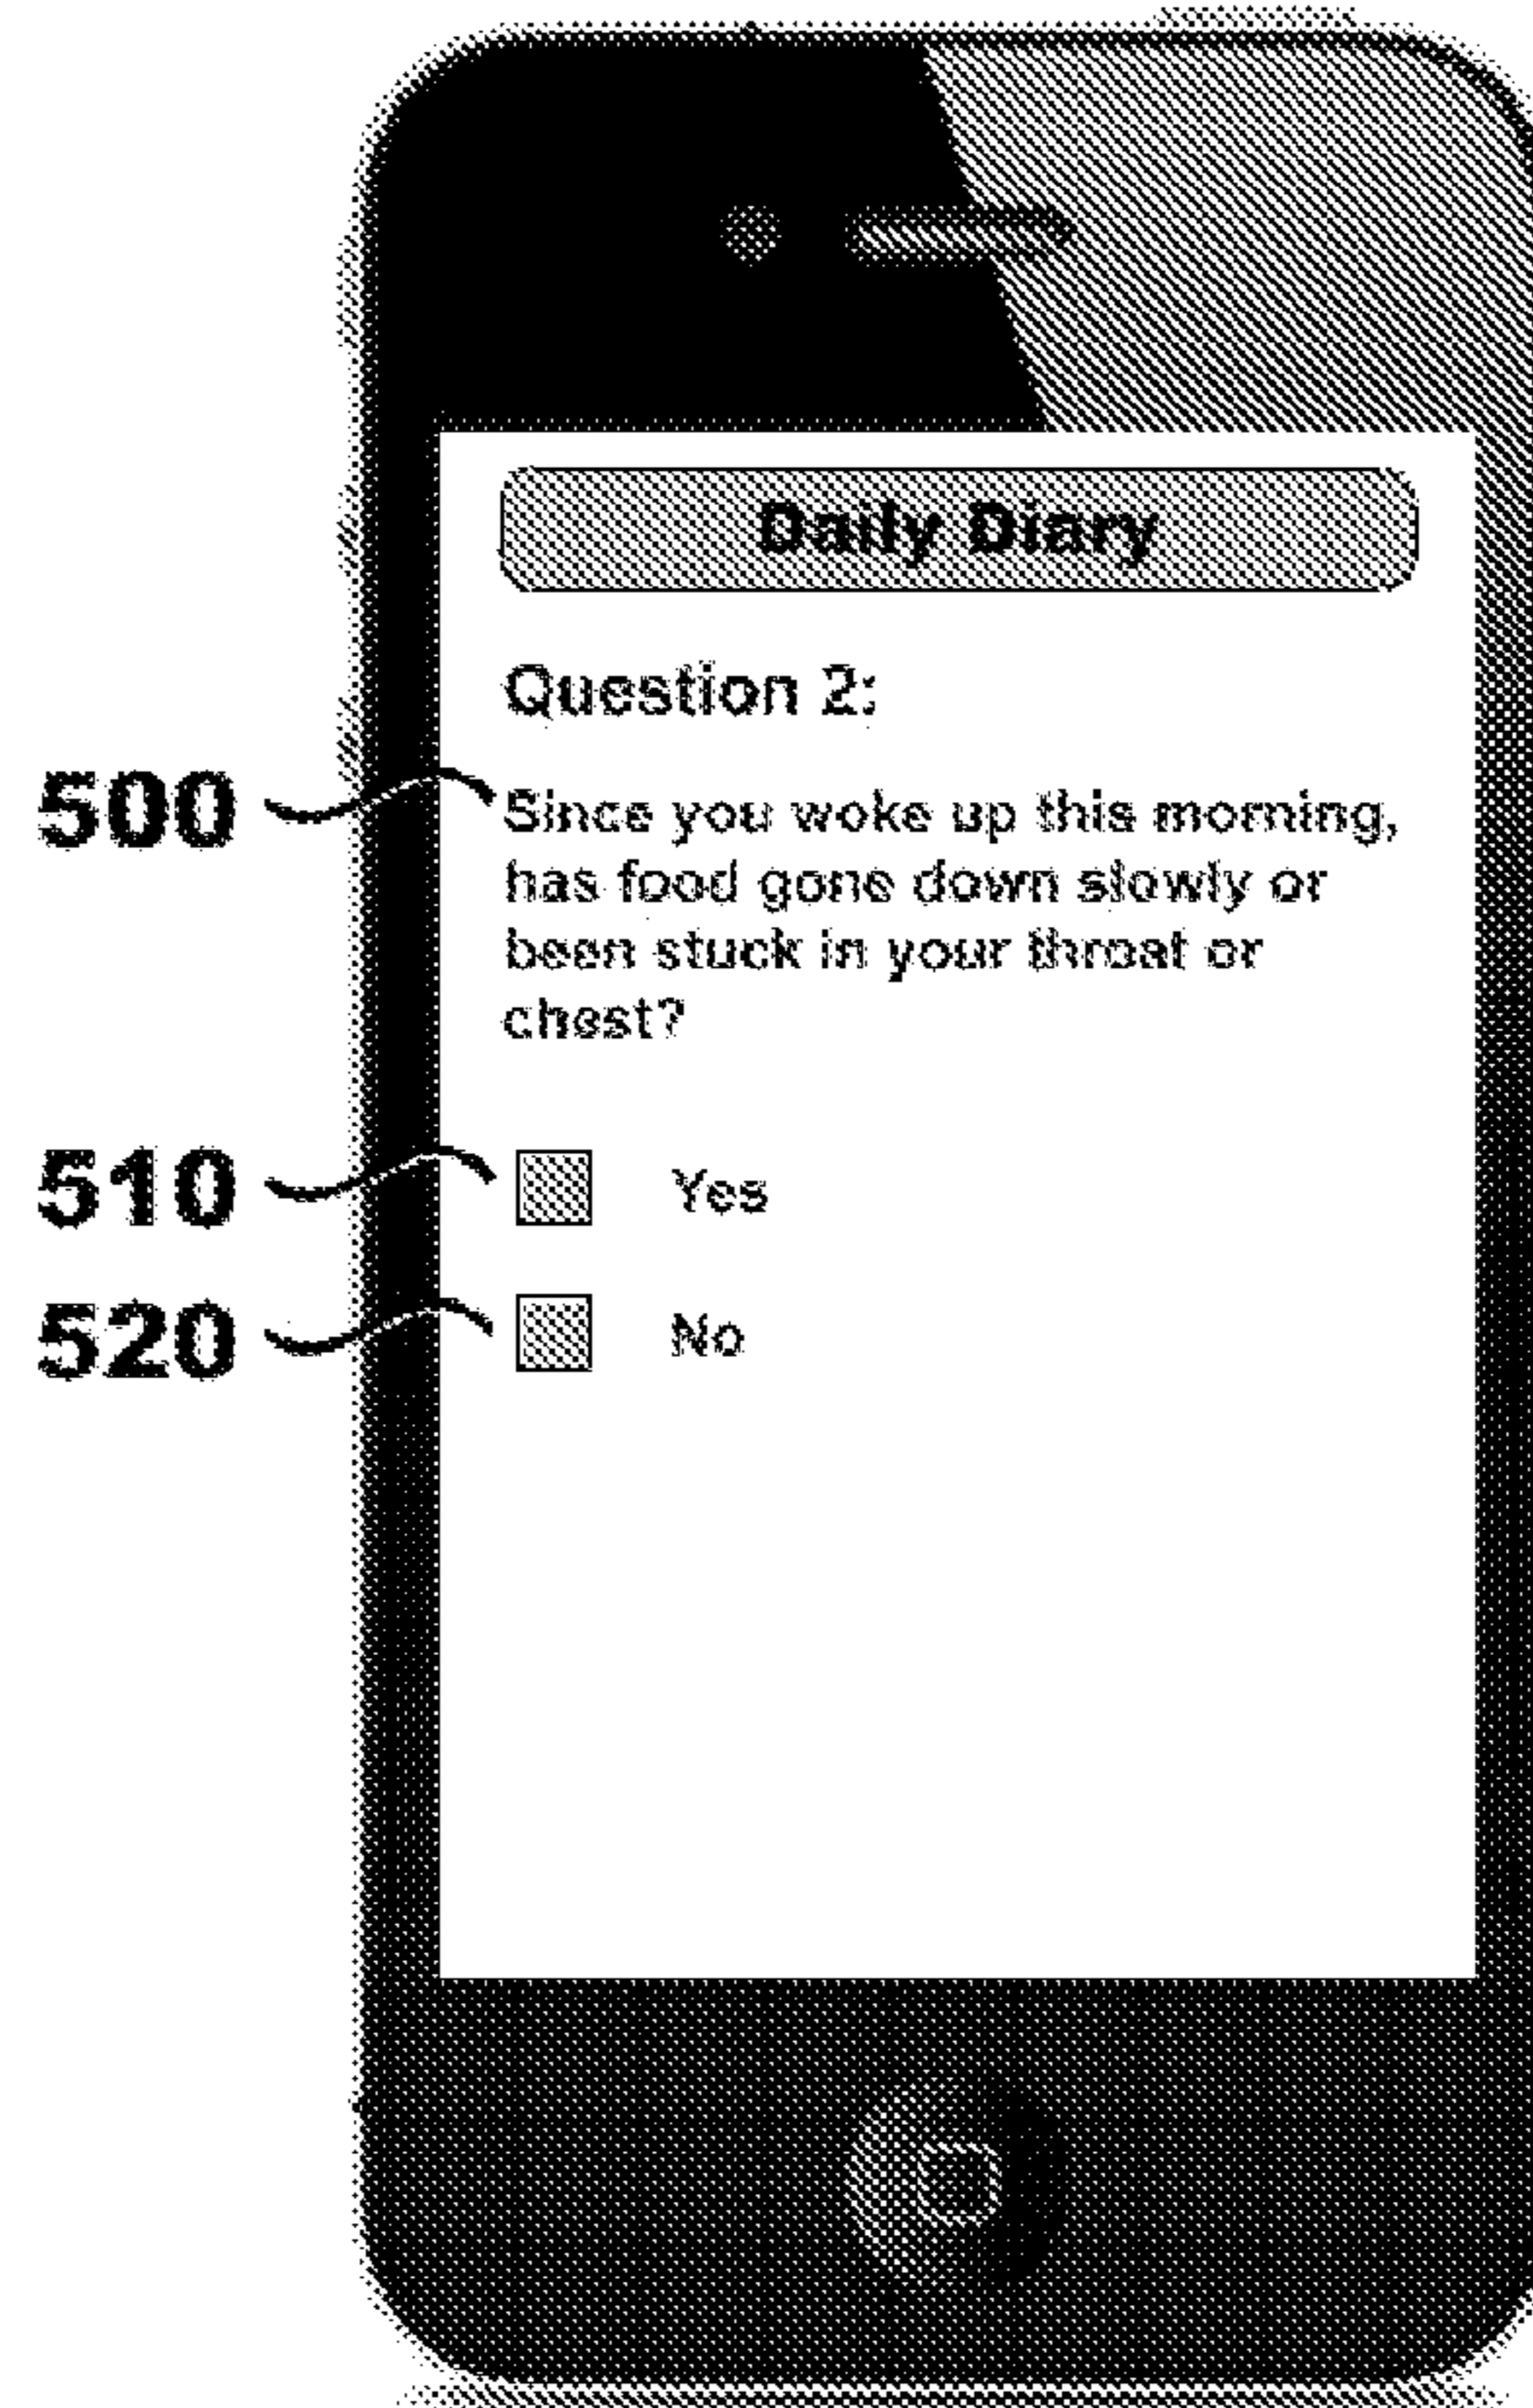 Daily Diary
Question 2:
500
Since you woke up this morning,
has food gone down slowly or
been stuck in your throat or
chest?
510
Yes
520
No